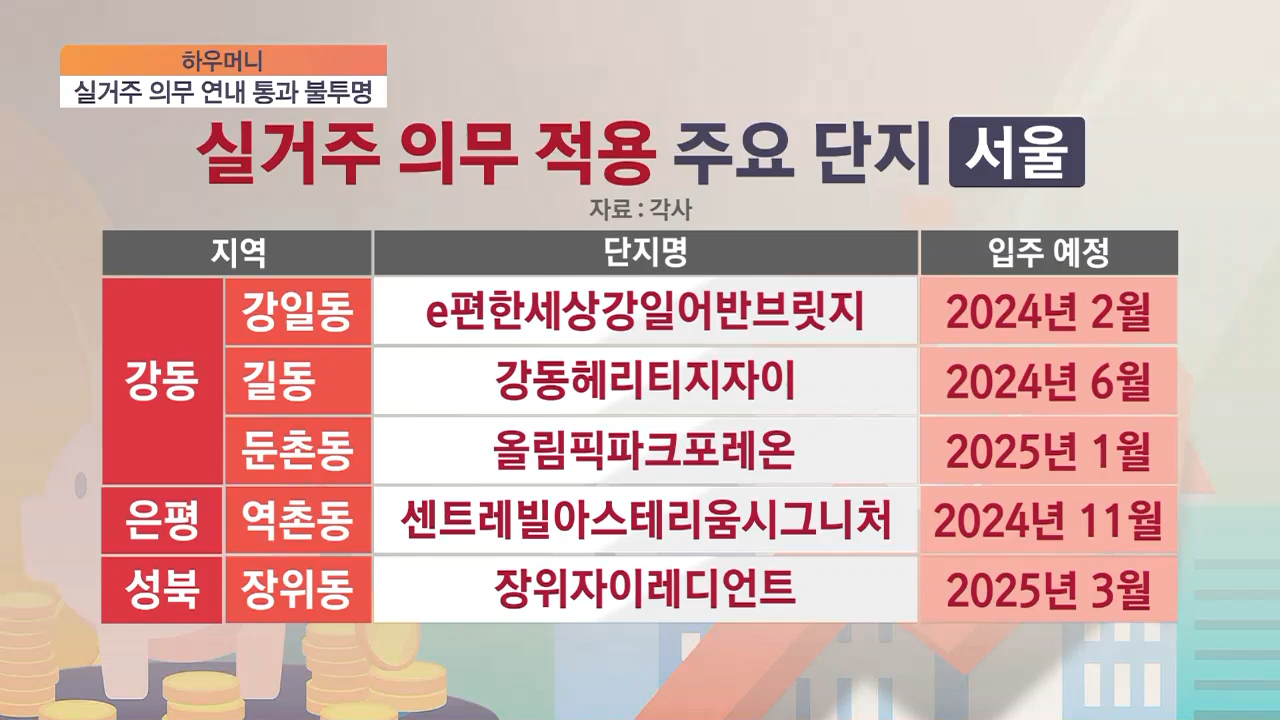 하우머니
실거주 의무 연내 통과 불투명
실거주 의무 적용 주요 단지 서울
자료 : 각사
지역 단지명 입주 예정
강동 강일동 e편한세상강일어반브릿지 2024년 2월
길동 강동헤리티지자이 2024년 6월
둔촌동 올림픽파크포레온 2025년 1월
은평 역촌동 센트레빌아스테리움시그니처 2024년 11월
성북 장위동 장위자이레디언트 2025년 3월